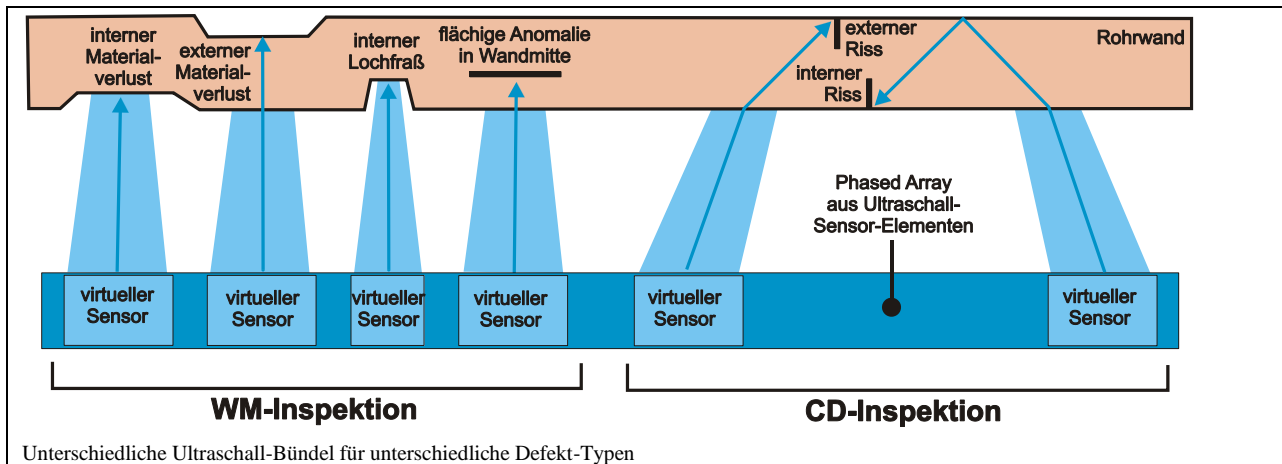 interner
Material-
verlust
externer
Material-
verlust
interner
Lochfraß
flächige Anomalie
in Wandmitte
externer
Riss
interner
Riss
Rohrwand
Phased Array
aus Ultraschall-
Sensor-Elementen
virtueller
Sensor
virtueller
Sensor
virtueller
Sensor
virtueller
Sensor
virtueller
Sensor
virtueller
Sensor
WM-Inspektion
CD-Inspektion
Unterschiedliche Ultraschall-Bündel für unterschiedliche Defekt-Typen